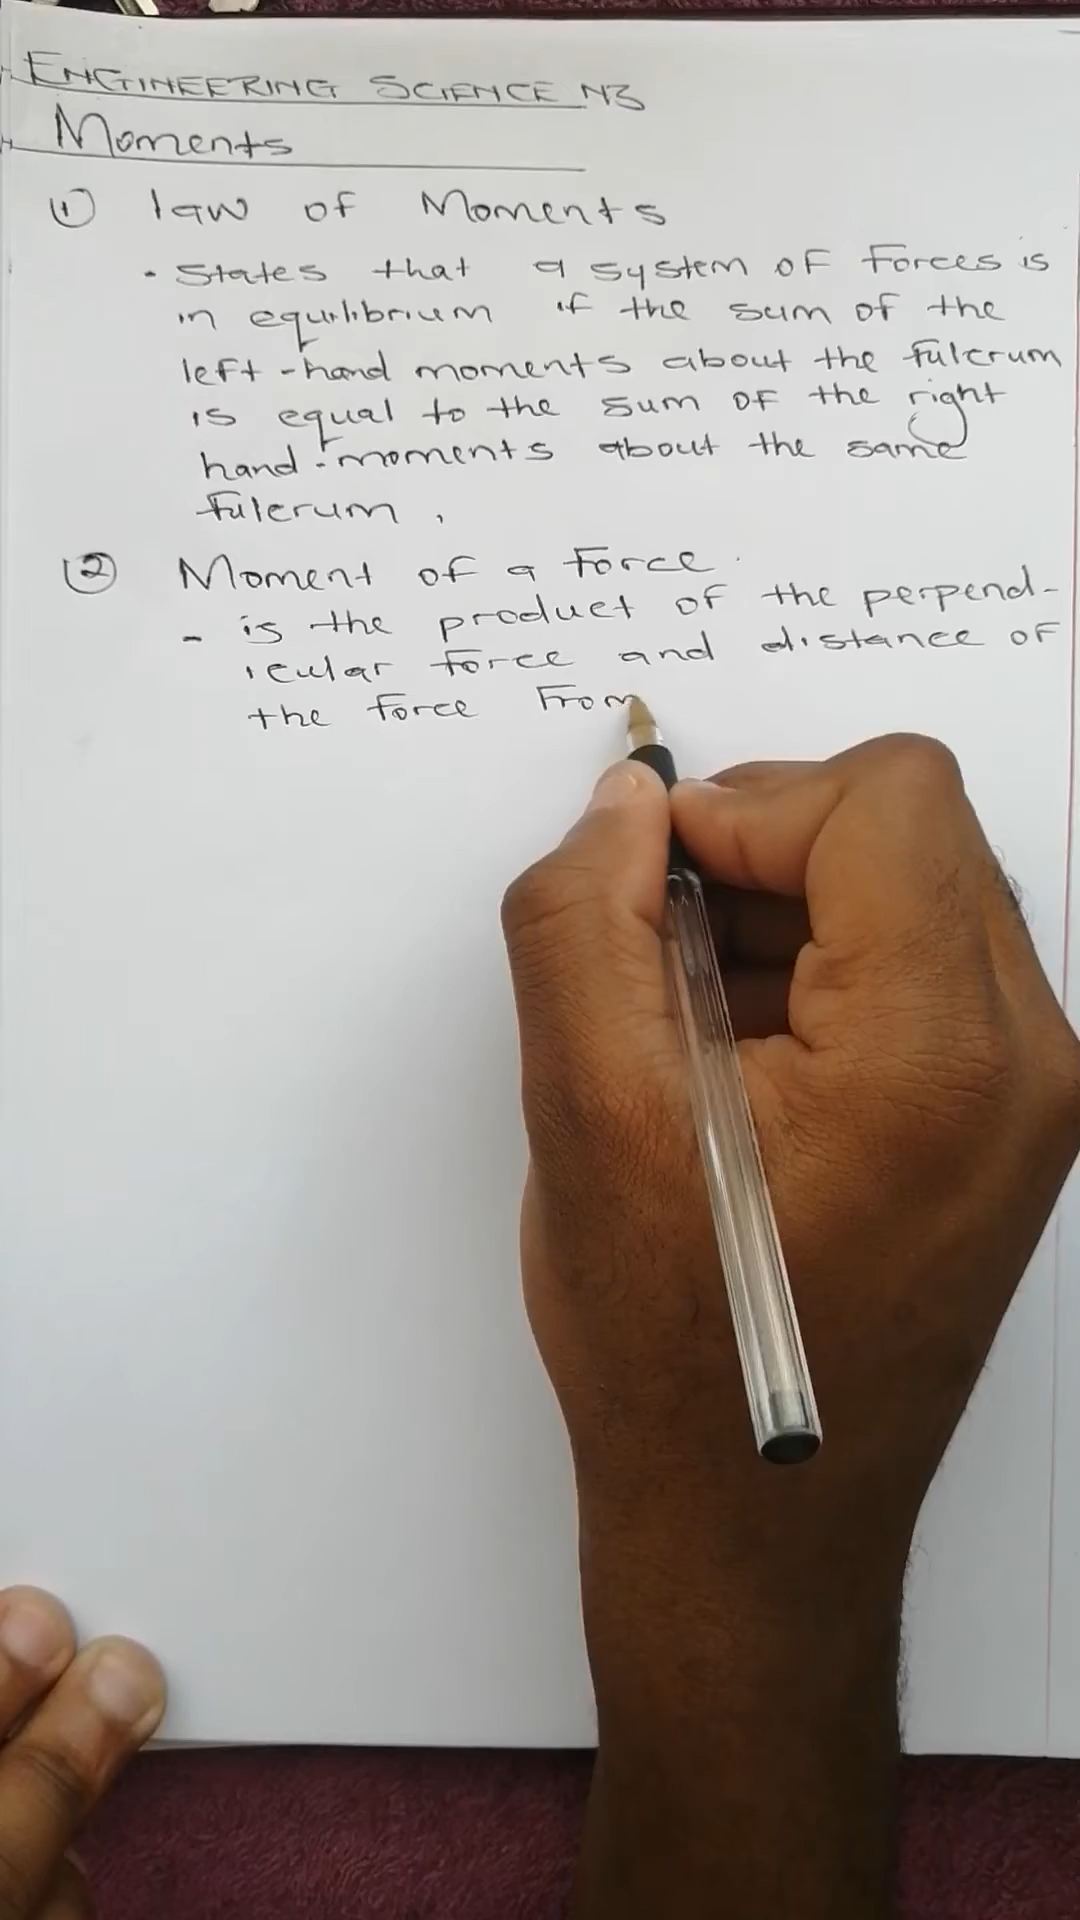 ENGINEERING SCIENCE N3
Moments
① law of Moments
• States that a system of Forces is
in equilibrium if the sum of the
left-hand moments about the fulcrum
is equal to the sum of the right
hand-moments about the same
fulcrum.
② Moment of a Force.
- is the product of the perpend-
icular force and distance of
the force From